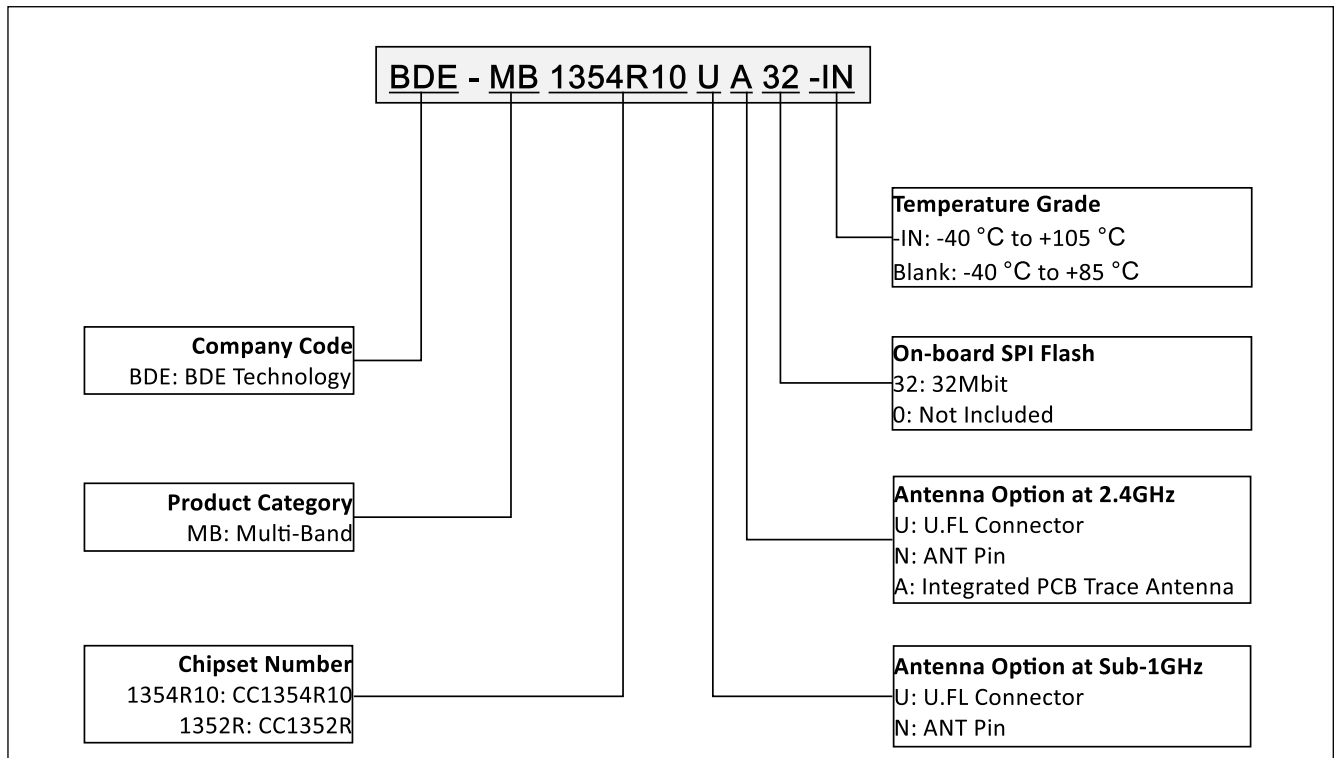 BDE - MB 1354R10 U A 32 -IN
Temperature Grade
-IN: -40 °C to +105 °C
Blank: -40 °C to +85 °C
Company Code
BDE: BDE Technology
On-board SPI Flash
32: 32Mbit
0: Not Included
Product Category
MB: Multi-Band
Antenna Option at 2.4GHz
U: U.FL Connector
N: ANT Pin
A: Integrated PCB Trace Antenna
Chipset Number
1354R10: CC1354R10
1352R: CC1352R
Antenna Option at Sub-1GHz
U: U.FL Connector
N: ANT Pin